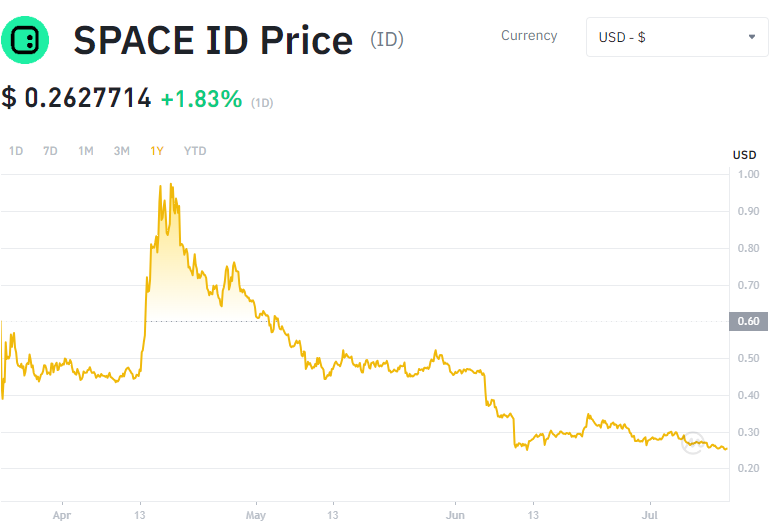 SPACE ID Price (ID)
Currency
USD - $
$ 0.2627714 +1.83% (1D)
1D 7D 1M 3M 1Y YTD
USD
1.00
0.90
0.80
0.70
0.60
0.50
0.40
0.30
0.20
Apr 13 May 13 Jun 13 Jul